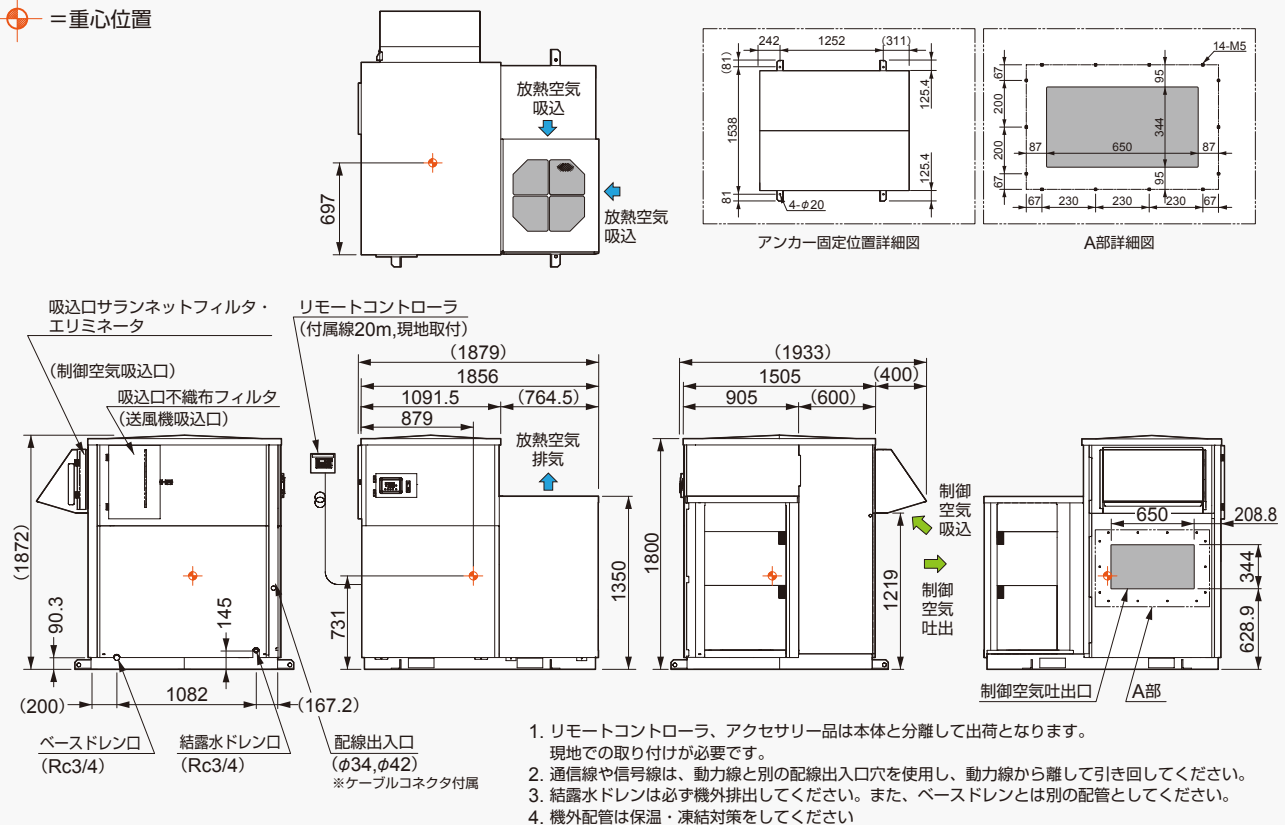 =重心位置
放熱空気
吸込
697
放熱空気
吸込
242
1252
(311)
(81)
125.4
1538
125.4
81
4-φ20
アンカー固定位置詳細図
14-M5
67
95
200
344
87
650
87
200
95
67
67
230
230
230
67
A部詳細図
吸込口サランネットフィルタ・
エリミネータ
(制御空気吸込口)
吸込口不織布フィルタ
(送風機吸込口)
(1872)
90.3
145
(200)
1082
(167.2)
ベースドレン口
(Rc3/4)
結露水ドレン口
(Rc3/4)
配線出入口
(φ34,φ42)
※ケーブルコネクタ付属
リモートコントローラ
(付属線20m,現地取付)
(1879)
1856
1091.5
(764.5)
879
放熱空気
排気
731
1350
(1933)
1505
(400)
905
(600)
1800
1219
制御
空気
吸込
制御
空気
吐出
650
208.8
344
628.9
制御空気吐出口
A部
1. リモートコントローラ、アクセサリー品は本体と分離して出荷となります。
現地での取り付けが必要です。
2. 通信線や信号線は、動力線と別の配線出入口穴を使用し、動力線から離して引き回してください。
3. 結露水ドレンは必ず機外排出してください。また、ベースドレンとは別の配管としてください。
4. 機外配管は保温・凍結対策をしてください